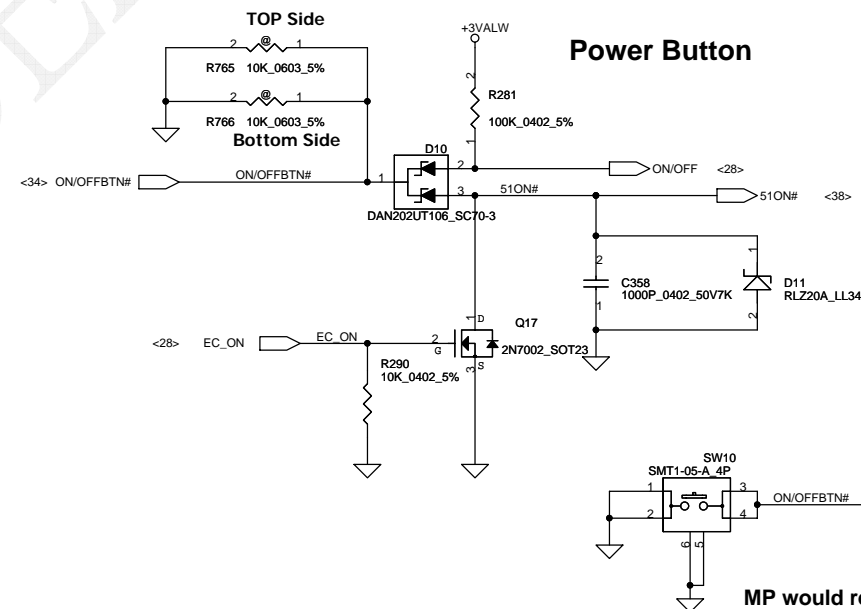 TOP Side
2 @ 1
R765 10K_0603_5%
2 @ 1
R766 10K_0603_5%
Bottom Side
+3VALW
Power Button
2
R281
100K_0402_5%
1
D10
<34> ON/OFFBTN# ON/OFFBTN# 1
2 ON/OFF <28>
3 51ON# 51ON# <38>
DAN202UT106_SC70-3
2
C358
1000P_0402_50V7K
1
1
D11
RLZ20A_LL34
2
<28> EC_ON EC_ON 2
G
1 D
Q17
2N7002_SOT23
3 S
R290
10K_0402_5%
SW10
SMT1-05-A_4P
1 3
2 4
ON/OFFBTN#
6 5
MP would